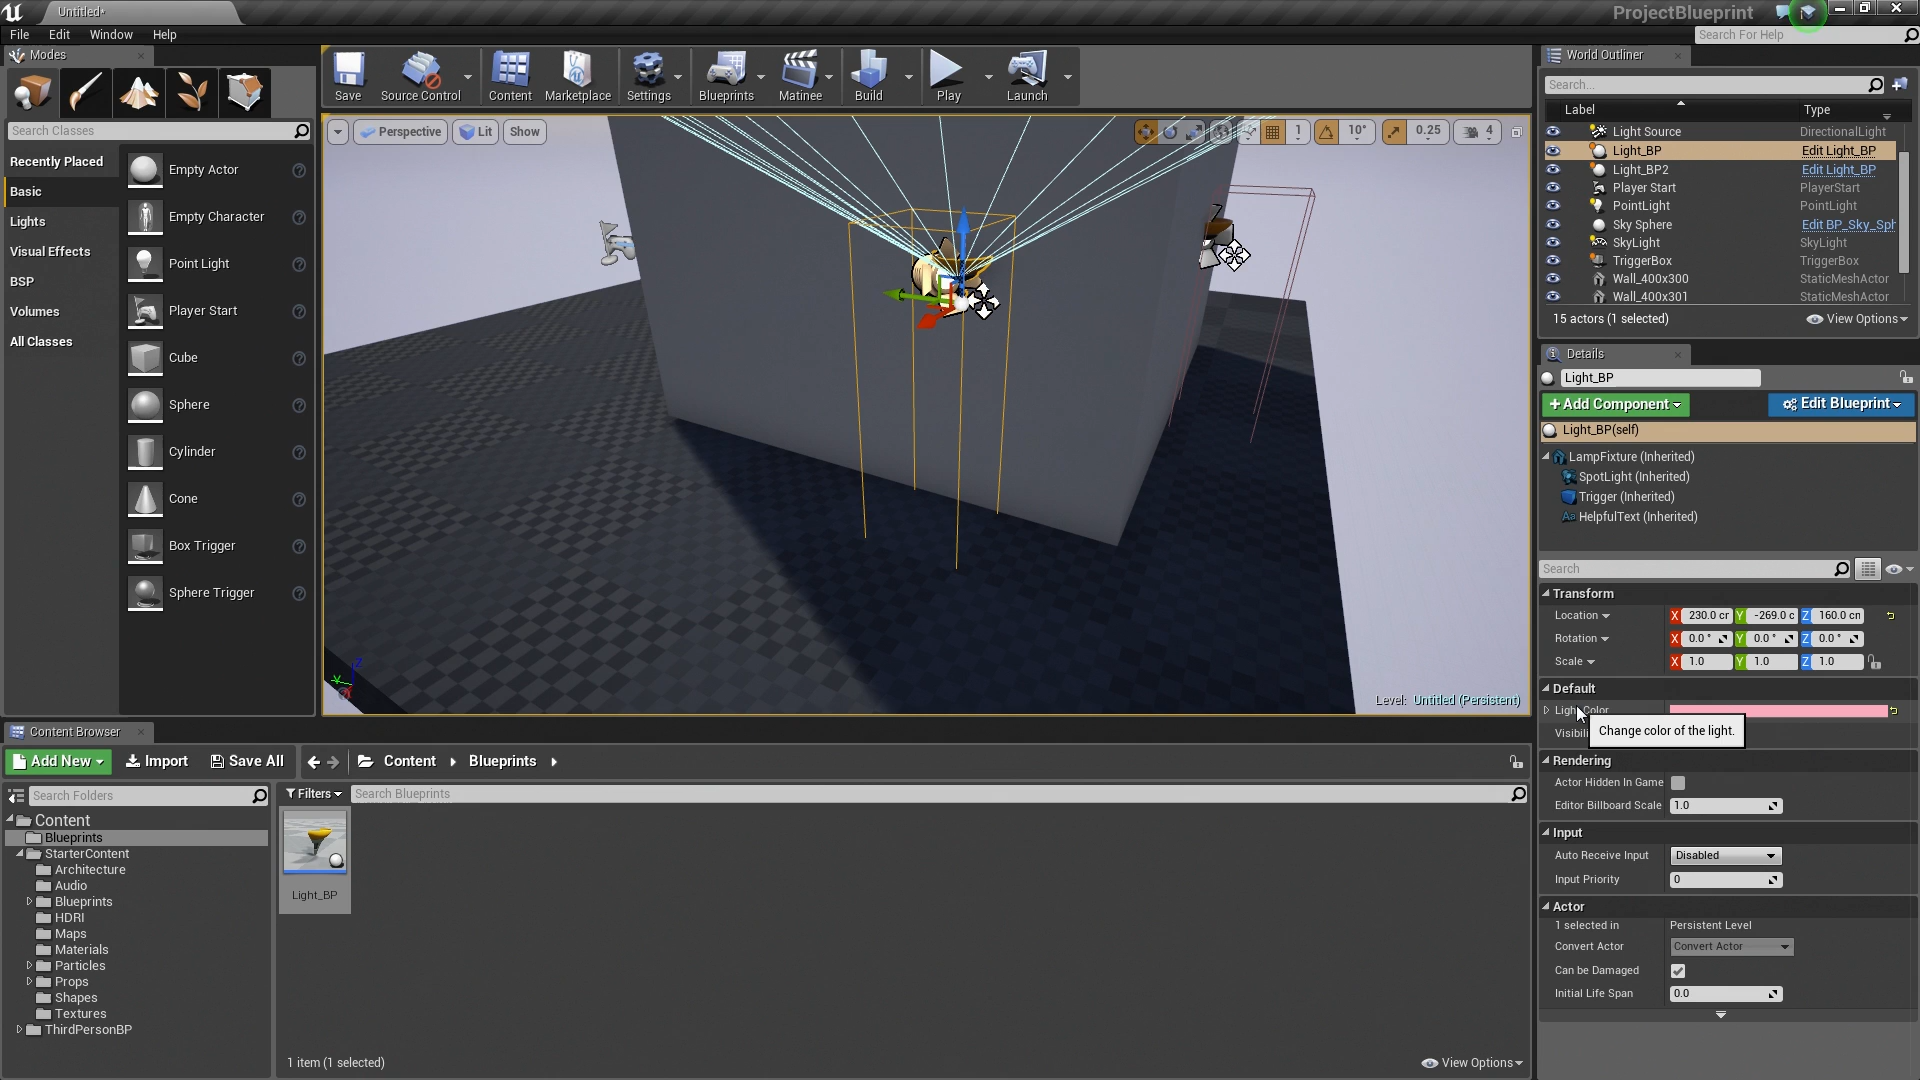 Untitled*
ProjectBlueprint
File
Edit
Window
Help
Search For Help
Modes
Search Classes
Recently Placed
Basic
Lights
Visual Effects
BSP
Volumes
All Classes
Empty Actor
Empty Character
Point Light
Player Start
Cube
Sphere
Cylinder
Cone
Box Trigger
Sphere Trigger
Save
Source Control
Content
Marketplace
Settings
Blueprints
Matinee
Build
Play
Launch
Perspective
Lit
Show
1
10°
0.25
4
Level: Untitled (Persistent)
World Outliner
Search...
Label
Type
Light Source DirectionalLight
Light_BP Edit Light_BP
Light_BP2 Edit Light_BP
Player Start PlayerStart
PointLight PointLight
Sky Sphere Edit BP_Sky_Sph
SkyLight SkyLight
TriggerBox TriggerBox
Wall_400x300 StaticMeshActor
Wall_400x301 StaticMeshActor
15 actors (1 selected)
View Options
Details
Light_BP
+Add Component
Edit Blueprint
Light_BP(self)
LampFixture (Inherited)
SpotLight (Inherited)
Trigger (Inherited)
Aa HelpfulText (Inherited)
Search
Transform
Location X 230.0 cr Y -269.0 c Z 160.0 cn
Rotation X 0.0 ° Y 0.0 ° Z 0.0 °
Scale X 1.0 Y 1.0 Z 1.0
Default
Change color of the light.
Visibili
Rendering
Actor Hidden In Game
Editor Billboard Scale 1.0
Input
Auto Receive Input Disabled
Input Priority 0
Actor
1 selected in Persistent Level
Convert Actor Convert Actor
Can be Damaged
Initial Life Span 0.0
Content Browser
Add New
Import
Save All
Content
Blueprints
Search Folders
Filters
Search Blueprints
Content
Blueprints
StarterContent
Architecture
Audio
Blueprints
HDRI
Maps
Materials
Particles
Props
Shapes
Textures
ThirdPersonBP
Light_BP
1 item (1 selected)
View Options